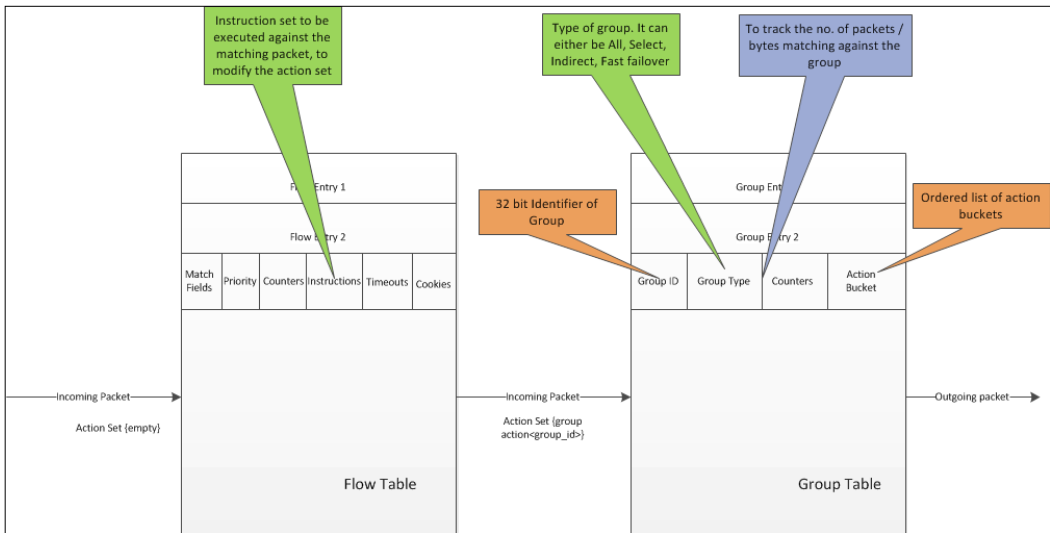 Instruction set to be
executed against the
matching packet, to
modify the action set
Type of group. It can
either be All, Select,
Indirect, Fast failover
To track the no. of packets /
bytes matching against the
group
32 bit Identifier of
Group
Ordered list of action
buckets
Entry 1
Flow Entry 2
Match
Fields
Priority
Counters
Instructions
Timeouts
Cookies
Group
Group Entry 2
Group ID
Group Type
Counters
Action
Bucket
Incoming Packet
Action Set {empty}
Incoming Packet
Action Set {group
action<group_id>}
Outgoing packet
Flow Table
Group Table